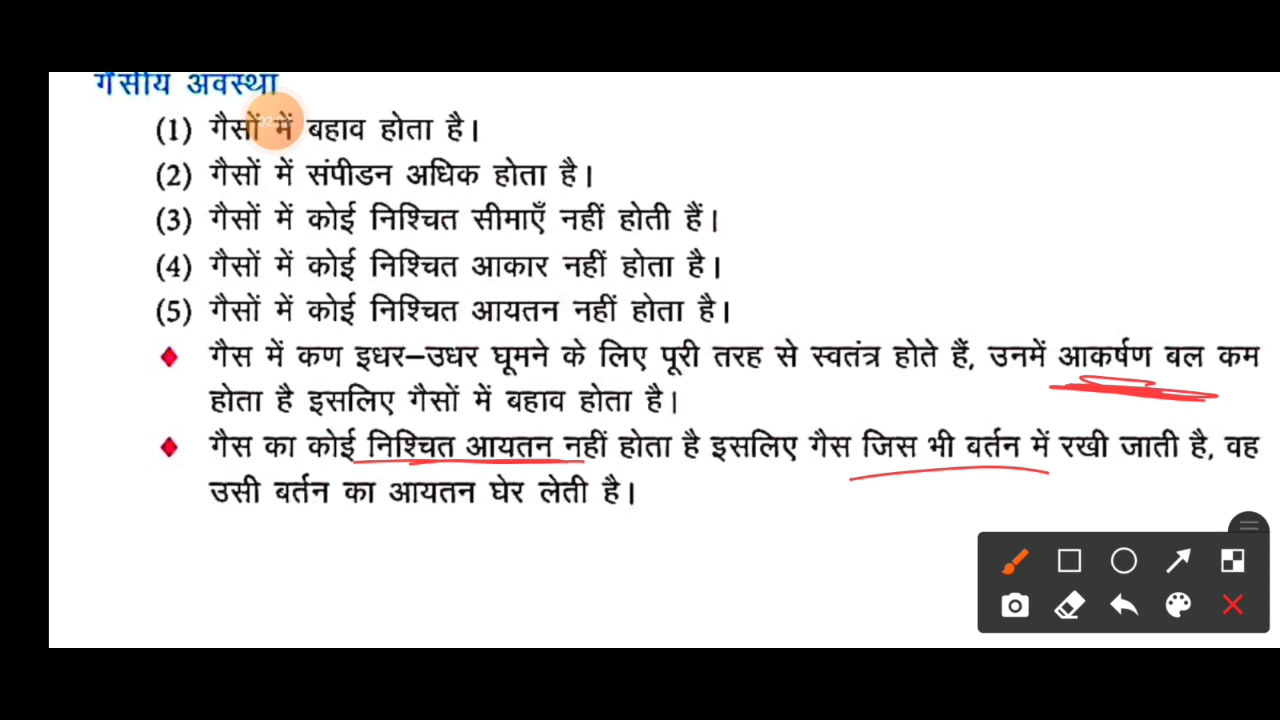 गैसीय अवस्था
(1) गैसों में बहाव होता है।
(2) गैसों में संपीडन अधिक होता है।
(3) गैसों में कोई निश्चित सीमाएँ नहीं होती हैं।
(4) गैसों में कोई निश्चित आकार नहीं होता है।
(5) गैसों में कोई निश्चित आयतन नहीं होता है।
♦ गैस में कण इधर–उधर घूमने के लिए पूरी तरह से स्वतंत्र होते हैं, उनमें आकर्षण बल कम
होता है इसलिए गैसों में बहाव होता है।
♦ गैस का कोई निश्चित आयतन नहीं होता है इसलिए गैस जिस भी बर्तन में रखी जाती है, वह
उसी बर्तन का आयतन घेर लेती है।